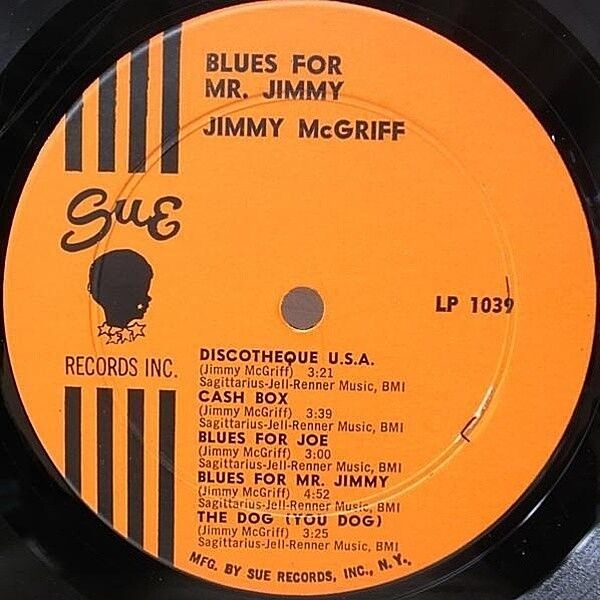 BLUES FOR
MR. JIMMY
JIMMY McGRIFF
Sue
RECORDS INC.
LP 1039
DISCOTHEQUE U.S.A.
(Jimmy McGriff) 3:21
Sagittarius-Jell-Renner Music, BMI
CASH BOX
(Jimmy McGriff) 3:39
Sagittarius-Jell-Renner Music, BMI
BLUES FOR JOE
(Jimmy McGriff) 3:00
Sagittarius-Jell-Renner Music, BMI
BLUES FOR MR. JIMMY
(Jimmy McGriff) 4:52
Sagittarius-Jell-Renner Music, BMI
THE DOG (YOU DOG)
(Jimmy McGriff) 3:25
Sagittarius-Jell-Renner Music, BMI
MFG. BY SUE RECORDS, INC., N.Y.,